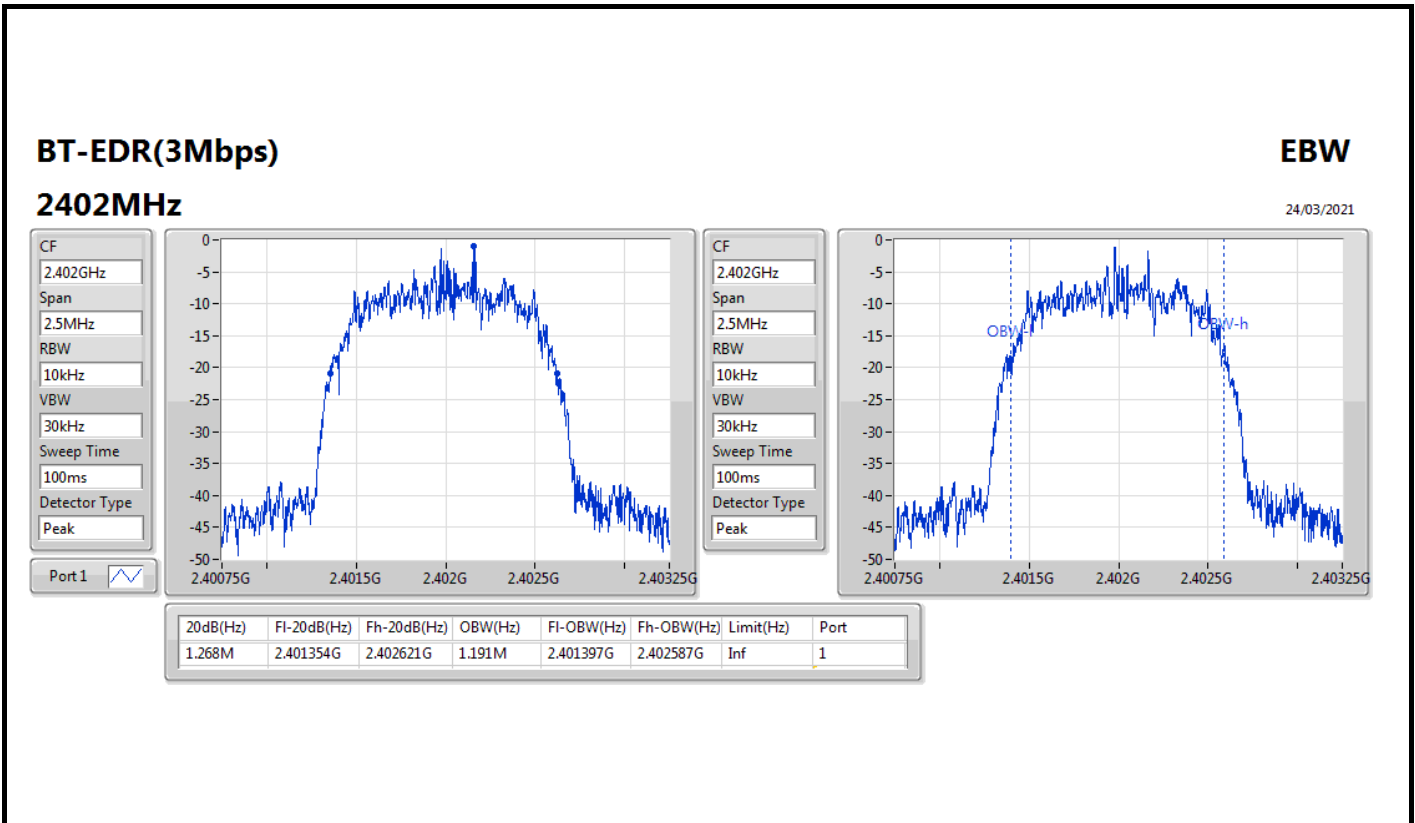 BT-EDR(3Mbps)
EBW
2402MHz
24/03/2021
CF
2.402GHz
Span
2.5MHz
RBW
10kHz
VBW
30kHz
Sweep Time
100ms
Detector Type
Peak
Port 1
0
-5
-10
-15
-20
-25
-30
-35
-40
-45
-50
2.40075G 2.4015G 2.402G 2.4025G 2.40325G
CF
2.402GHz
Span
2.5MHz
RBW
10kHz
VBW
30kHz
Sweep Time
100ms
Detector Type
Peak
0
-5
-10
-15
-20
-25
-30
-35
-40
-45
-50
OBW-h
2.40075G 2.4015G 2.402G 2.4025G 2.40325G
20dB(Hz) Fl-20dB(Hz) Fh-20dB(Hz) OBW(Hz) Fl-OBW(Hz) Fh-OBW(Hz) Limit(Hz) Port
1.268M 2.401354G 2.402621G 1.191M 2.401397G 2.402587G Inf 1